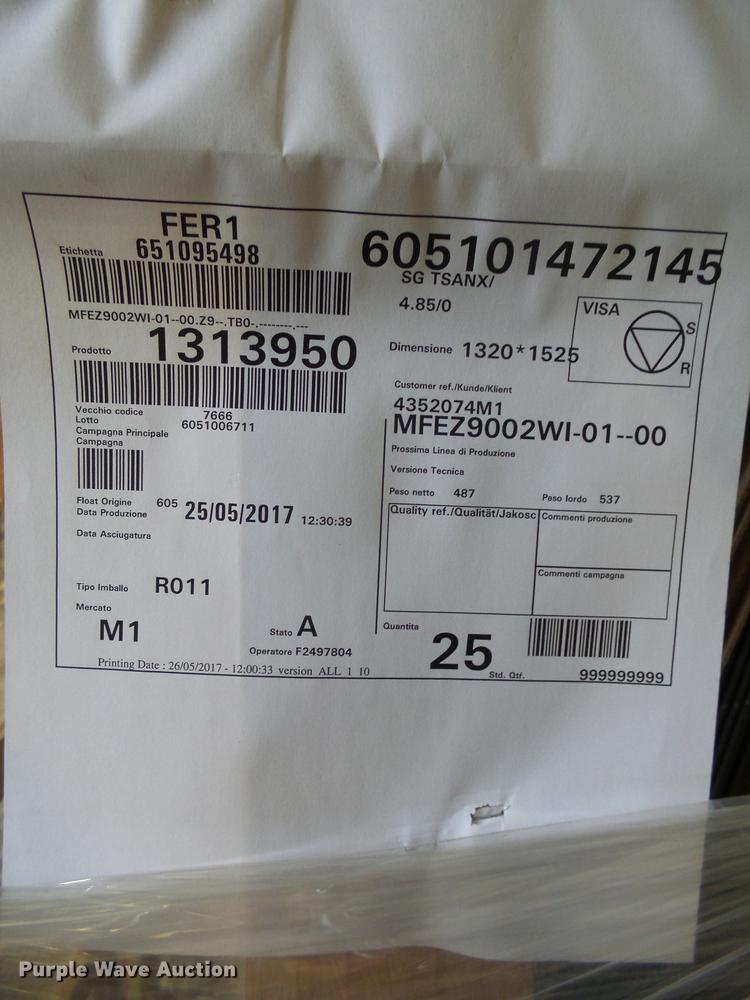 FER1
Etichetta 651095498
605101472145
SG TSANX/
MFEZ9002WI-01--00.Z9--.TB0-.--------.---
4.85/0
VISA
S
R
Prodotto 1313950
Dimensione 1320*1525
Customer ref./Kunde/Klient
4352074M1
MFEZ9002WI-01--00
Vecchio codice 7666
Lotto 6051006711
Campagna Principale
Campagna
Prossima Linea di Produzione
Versione Tecnica
Float Origine 605
Data Produzione 25/05/2017 12:30:39
Peso netto 487 Peso lordo 537
Quality ref./Qualität/Jakosc
Commenti produzione
Commenti campagna
Data Asciugatura
Tipo Imballo R011
Mercato
M1
Stato A
Operatore F2497804
Quantita
25
Std. Qtf.
999999999
Printing Date : 26/05/2017 - 12:00:33 version ALL 1 10
Purple Wave Auction